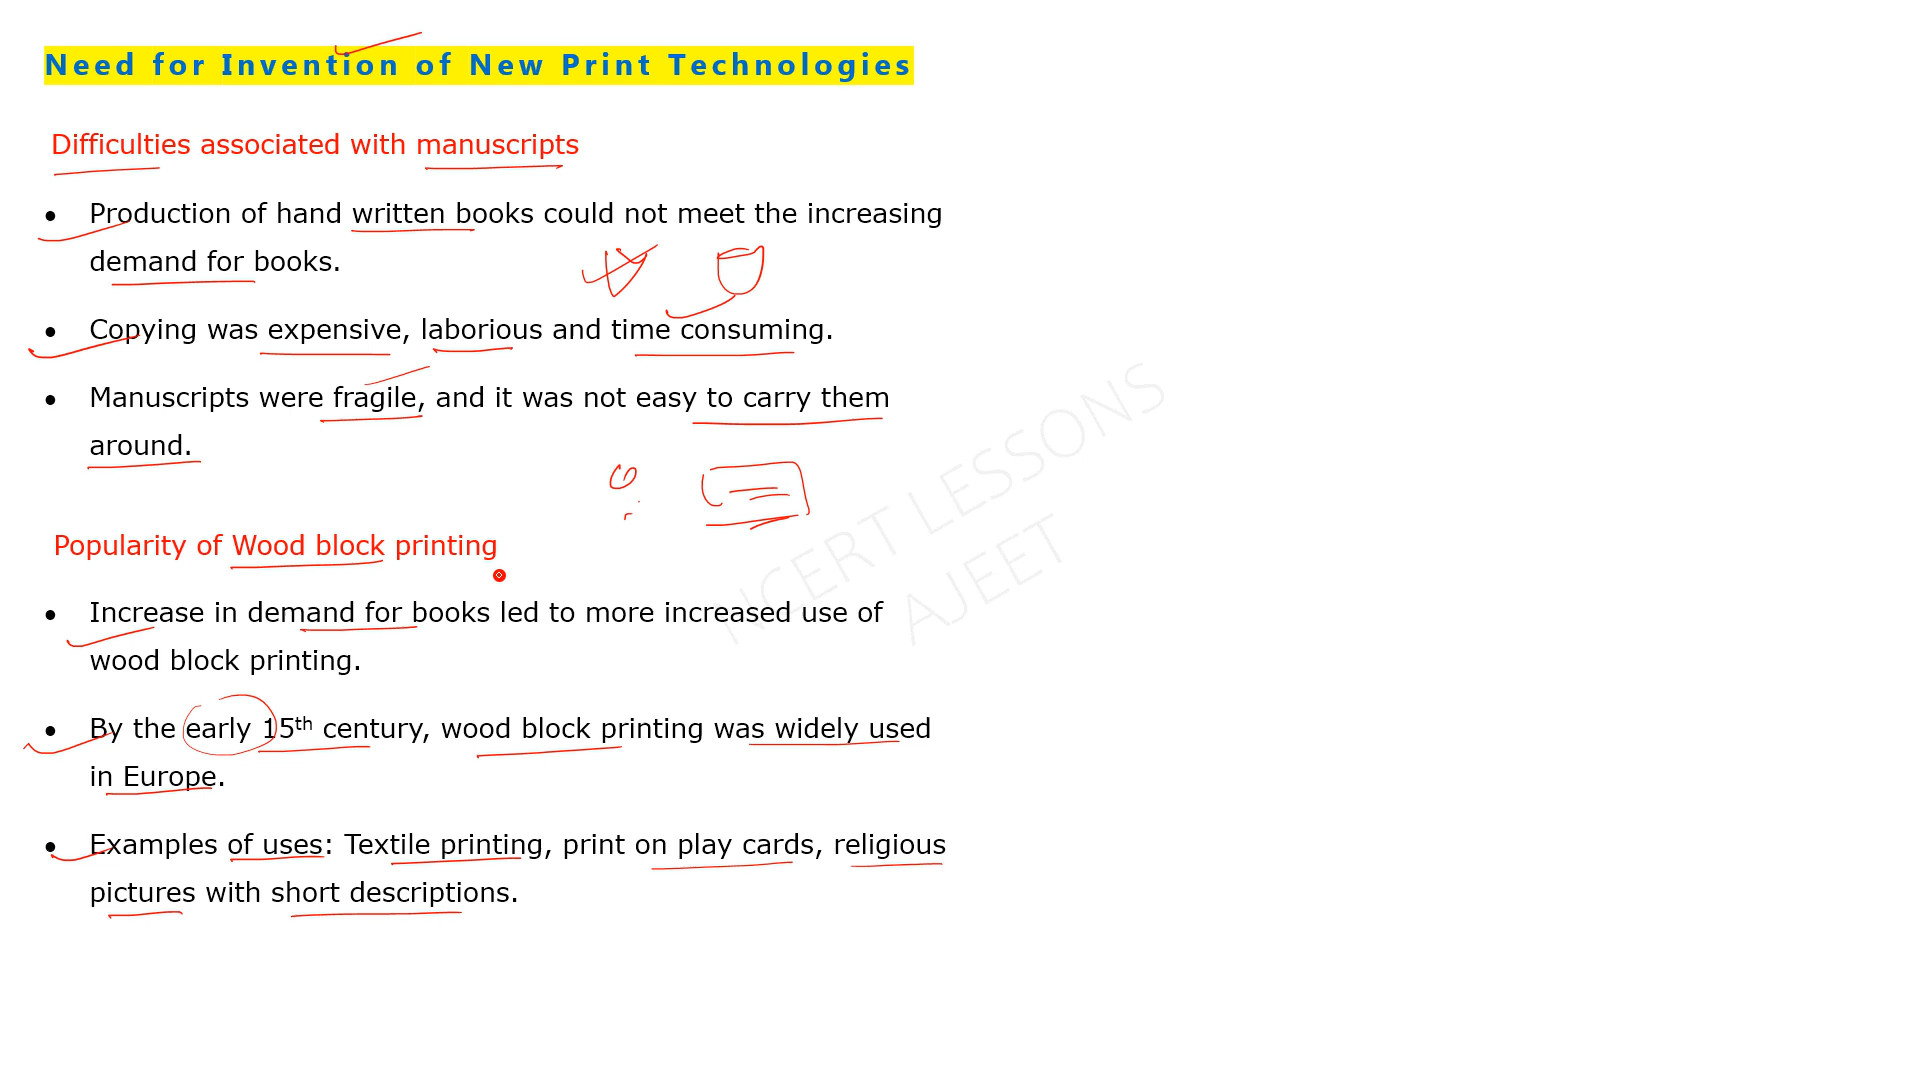 Need for Invention of New Print Technologies
Difficulties associated with manuscripts
• Production of hand written books could not meet the increasing
demand for books.
• Copying was expensive, laborious and time consuming.
• Manuscripts were fragile, and it was not easy to carry them
around.
Popularity of Wood block printing
• Increase in demand for books led to more increased use of
wood block printing.
• By the early 15th century, wood block printing was widely used
in Europe.
• Examples of uses: Textile printing, print on play cards, religious
pictures with short descriptions.
NCERT LESSONS
AJEET